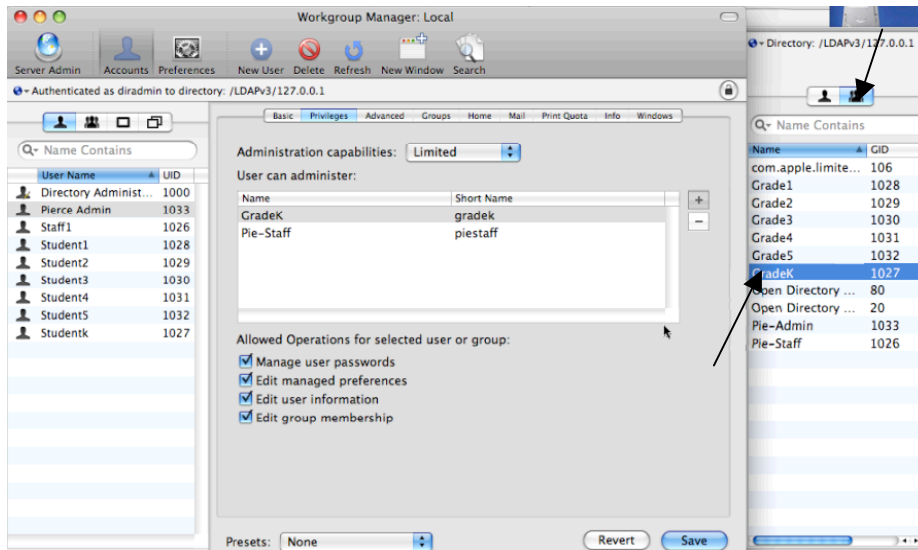 Workgroup Manager: Local
Server Admin Accounts Preferences New User Delete Refresh New Window Search
Authenticated as diradmin to directory: /LDAPv3/127.0.0.1
Name Contains
User Name UID
Directory Administ... 1000
Pierce Admin 1033
Staff1 1026
Student1 1028
Student2 1029
Student3 1030
Student4 1031
Student5 1032
Studentk 1027
Basic Privileges Advanced Groups Home Mail Print Quota Info Windows
Administration capabilities: Limited
User can administer:
Name Short Name
GradeK gradek
Pie-Staff piestaff
+
−
Allowed Operations for selected user or group:
Manage user passwords
Edit managed preferences
Edit user information
Edit group membership
Presets: None Revert Save
Directory: /LDAPv3/127.0.0.1
Name Contains
Name GID
com.apple.limite... 106
Grade1 1028
Grade2 1029
Grade3 1030
Grade4 1031
Grade5 1032
GradeK 1027
Open Directory ... 80
Open Directory ... 20
Pie-Admin 1033
Pie-Staff 1026